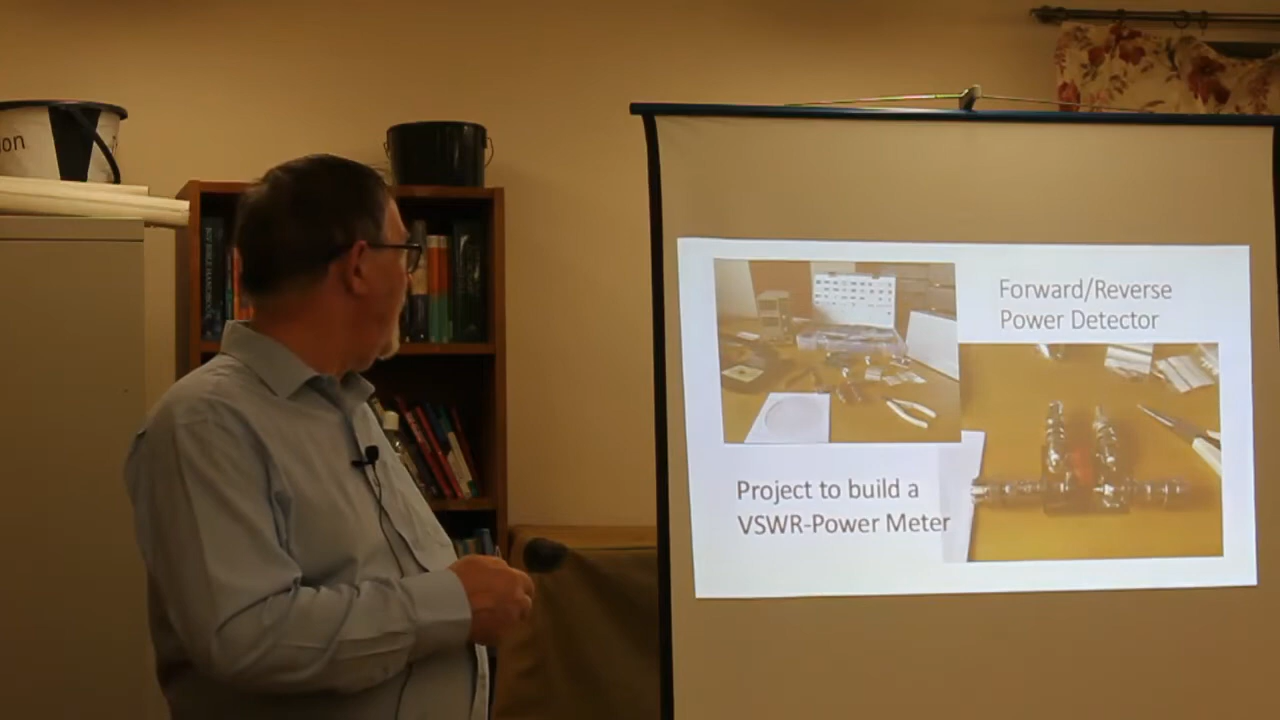 on
Forward/Reverse
Power Detector
Project to build a
VSWR-Power Meter